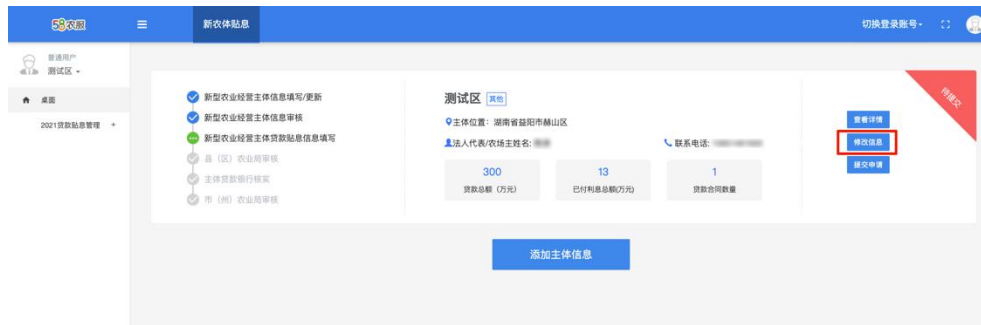 58农服
新农体贴息
切换登录账号
普通用户
测试区
桌面
2021贷款贴息管理 +
新型农业经营主体信息填写/更新
新型农业经营主体信息审核
新型农业经营主体贷款贴息信息填写
县（区）农业局审核
主体贷款银行核实
市（州）农业局审核
测试区 其他
主体位置：湖南省益阳市赫山区
法人代表/农场主姓名:
联系电话:
300
贷款总额（万元）
13
已付利息总额(万元)
1
贷款合同数量
待提交
查看详情
修改信息
提交申请
添加主体信息